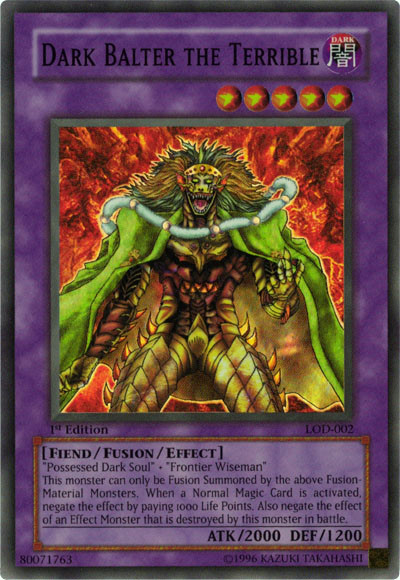 DARK BALTER THE TERRIBLE
DARK
闇
1st Edition
LOD-002
[FIEND/FUSION/EFFECT]
"Possessed Dark Soul" + "Frontier Wiseman"
This monster can only be Fusion Summoned by the above Fusion-
Material Monsters. When a Normal Magic Card is activated,
negate the effect by paying 1000 Life Points. Also negate the effect
of an Effect Monster that is destroyed by this monster in battle.
ATK/2000 DEF/1200
80071763
©1996 KAZUKI TAKAHASHI